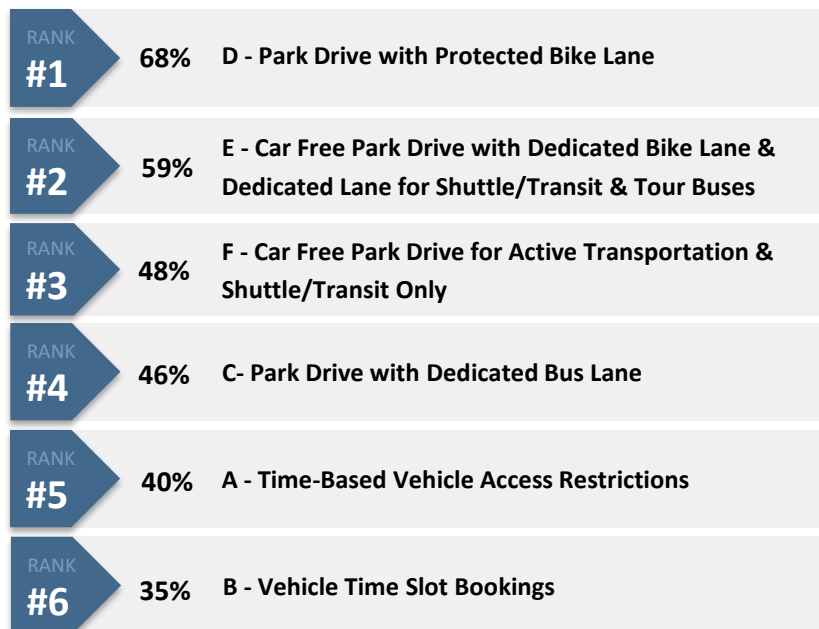 RANK
#1
68%
D - Park Drive with Protected Bike Lane
RANK
#2
59%
E - Car Free Park Drive with Dedicated Bike Lane &
Dedicated Lane for Shuttle/Transit & Tour Buses
RANK
#3
48%
F - Car Free Park Drive for Active Transportation &
Shuttle/Transit Only
RANK
#4
46%
C- Park Drive with Dedicated Bus Lane
RANK
#5
40%
A - Time-Based Vehicle Access Restrictions
RANK
#6
35%
B - Vehicle Time Slot Bookings